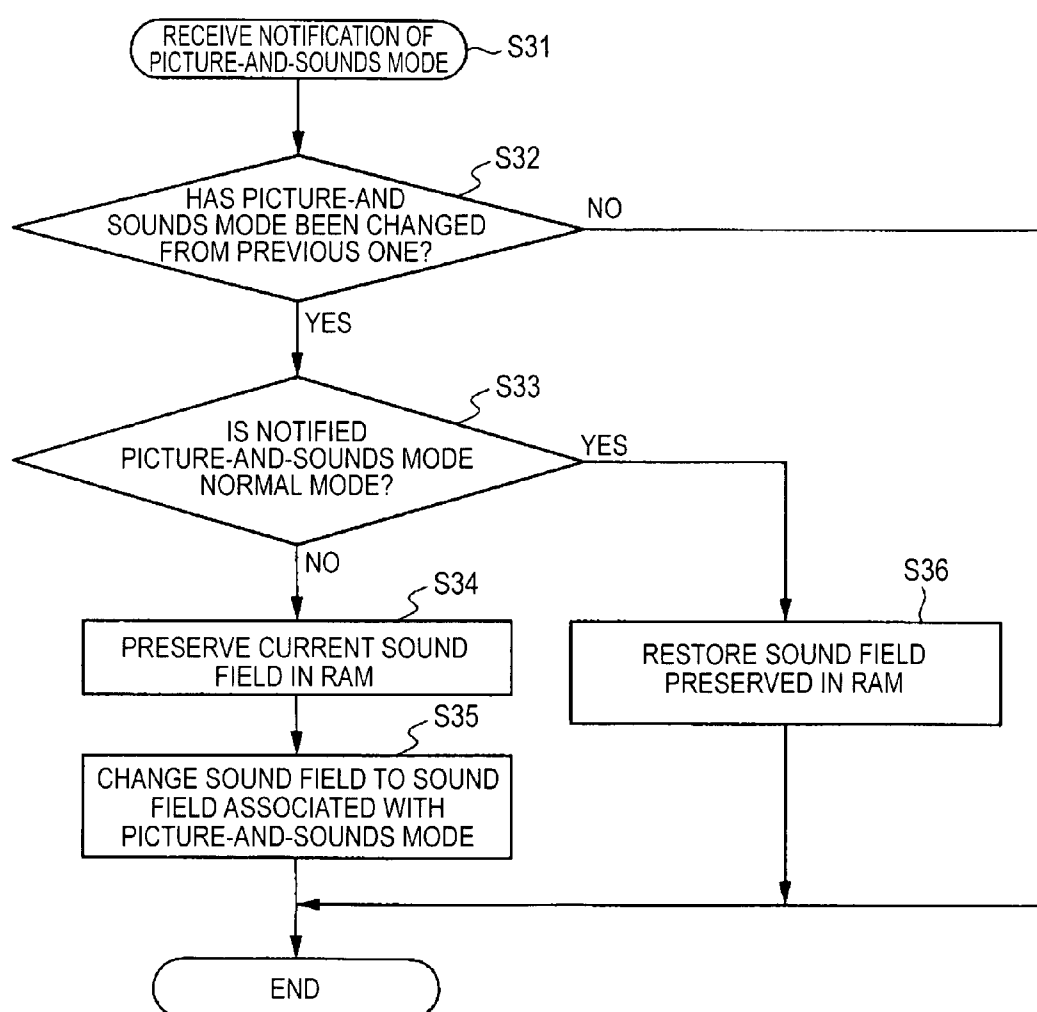 RECEIVE NOTIFICATION OF
PICTURE-AND-SOUNDS MODE
S31
S32
HAS PICTURE-AND
SOUNDS MODE BEEN CHANGED
FROM PREVIOUS ONE?
NO
YES
S33
IS NOTIFIED
PICTURE-AND-SOUNDS MODE
NORMAL MODE?
YES
NO
S34
PRESERVE CURRENT SOUND
FIELD IN RAM
S36
RESTORE SOUND FIELD
PRESERVED IN RAM
S35
CHANGE SOUND FIELD TO SOUND
FIELD ASSOCIATED WITH
PICTURE-AND-SOUNDS MODE
END